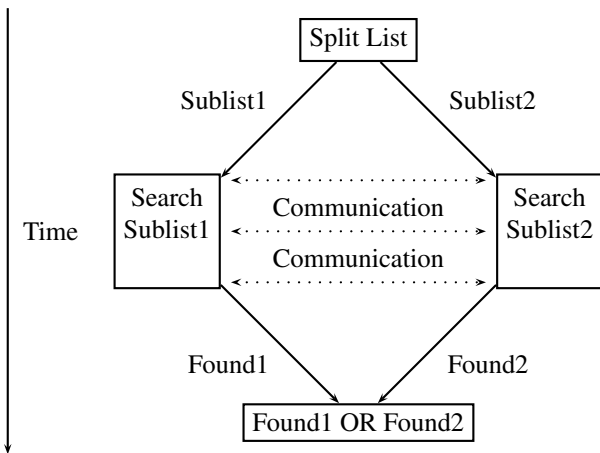 Split List
Sublist1
Sublist2
Search
Sublist1
Search
Sublist2
Communication
Time
Communication
Found1
Found2
Found1 OR Found2